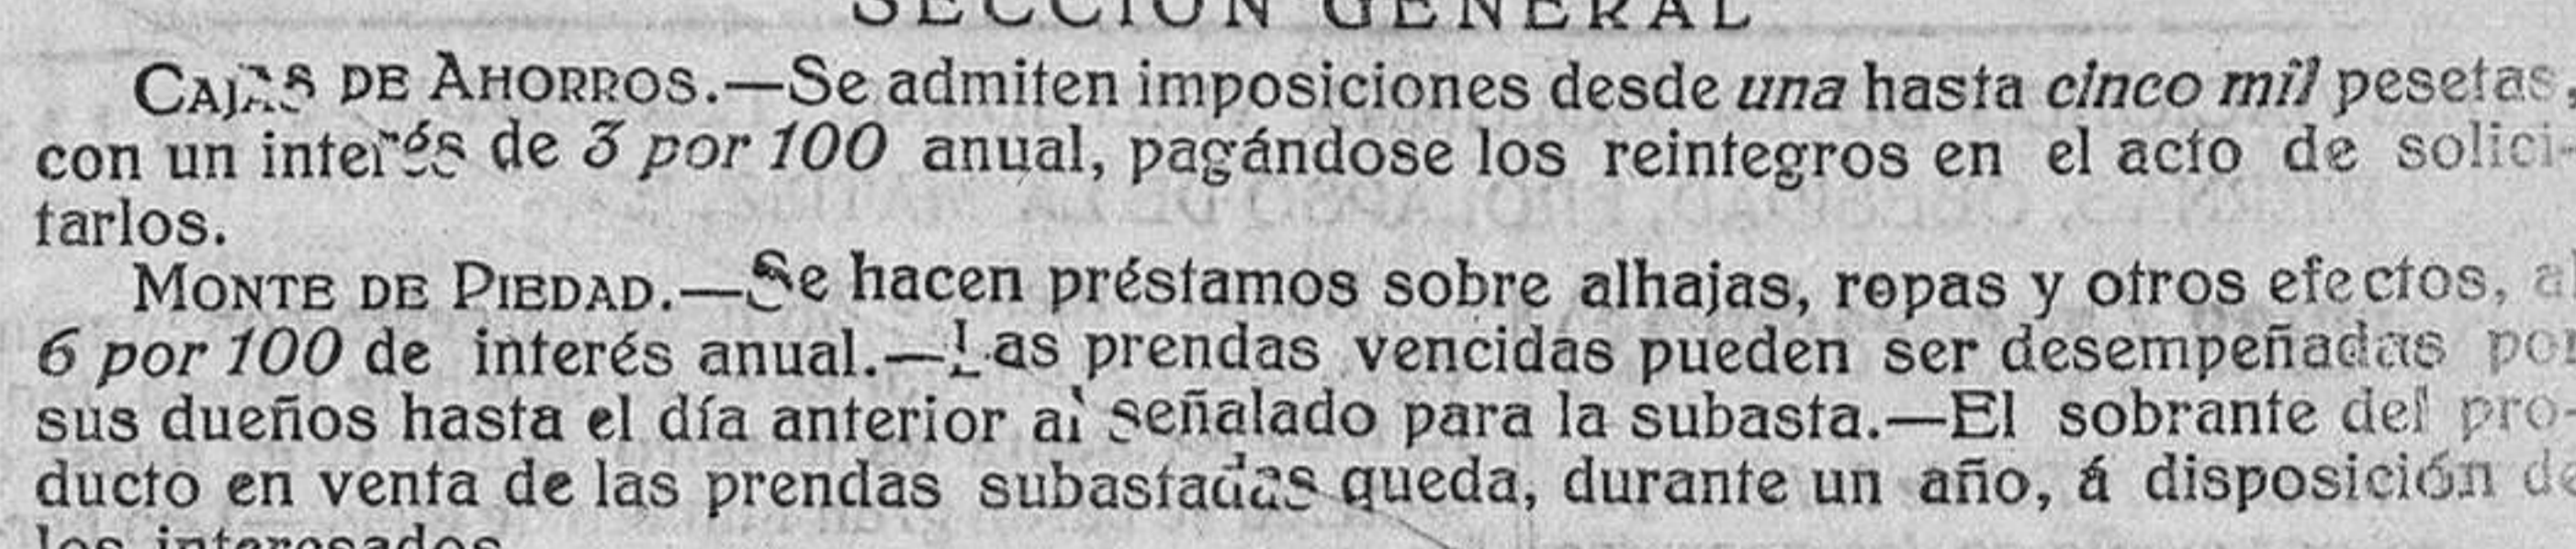 SECCION GENERAL
CAJAS DE AHORROS.—Se admiten imposiciones desde una hasta cinco mil pesetas,
con un interés de 3 por 100 anual, pagándose los reintegros en el acto de solici-
tarlos.
MONTE DE PIEDAD.—Se hacen préstamos sobre alhajas, ropas y otros efectos, al
6 por 100 de interés anual.—Las prendas vencidas pueden ser desempeñadas por
sus dueños hasta el día anterior al señalado para la subasta.—El sobrante del pro-
ducto en venta de las prendas subastadas queda, durante un año, á disposición de
los interesados